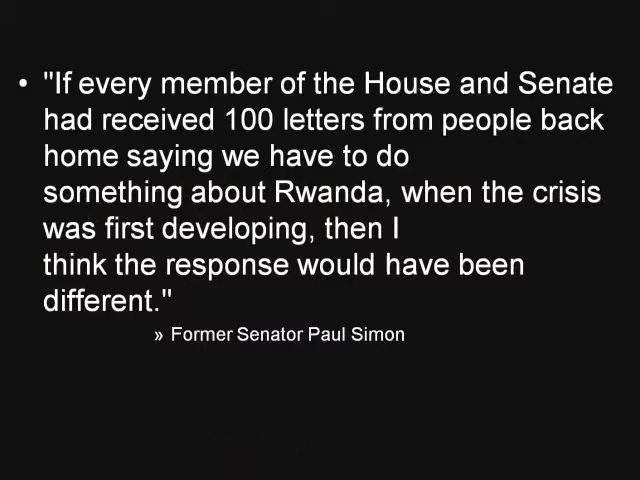 • "If every member of the House and Senate
had received 100 letters from people back
home saying we have to do
something about Rwanda, when the crisis
was first developing, then I
think the response would have been
different."
» Former Senator Paul Simon